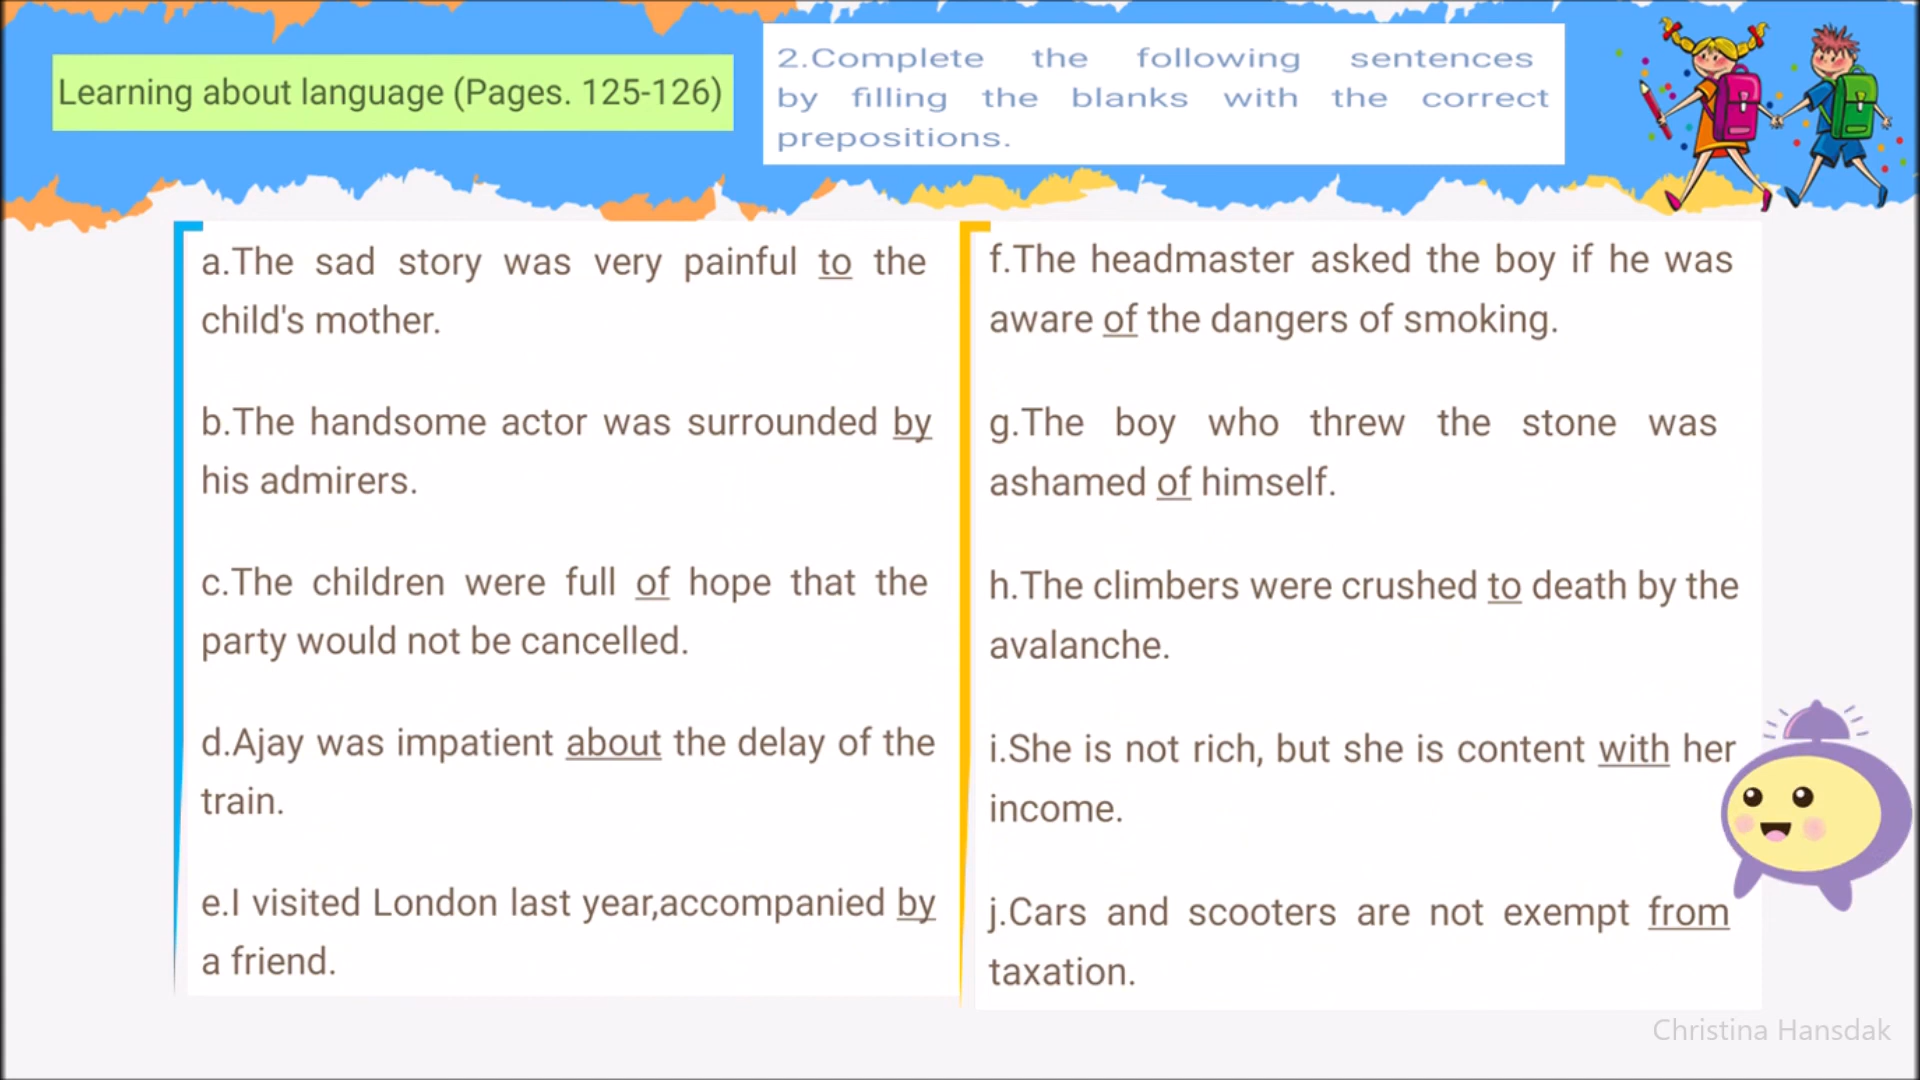 Learning about language (Pages. 125-126)
2.Complete the following sentences
by filling the blanks with the correct
prepositions.
a.The sad story was very painful to the
child's mother.
b.The handsome actor was surrounded by
his admirers.
c.The children were full of hope that the
party would not be cancelled.
d.Ajay was impatient about the delay of the
train.
e.I visited London last year,accompanied by
a friend.
f.The headmaster asked the boy if he was
aware of the dangers of smoking.
g.The boy who threw the stone was
ashamed of himself.
h.The climbers were crushed to death by the
avalanche.
i.She is not rich, but she is content with her
income.
j.Cars and scooters are not exempt from
taxation.
Christina Hansdak